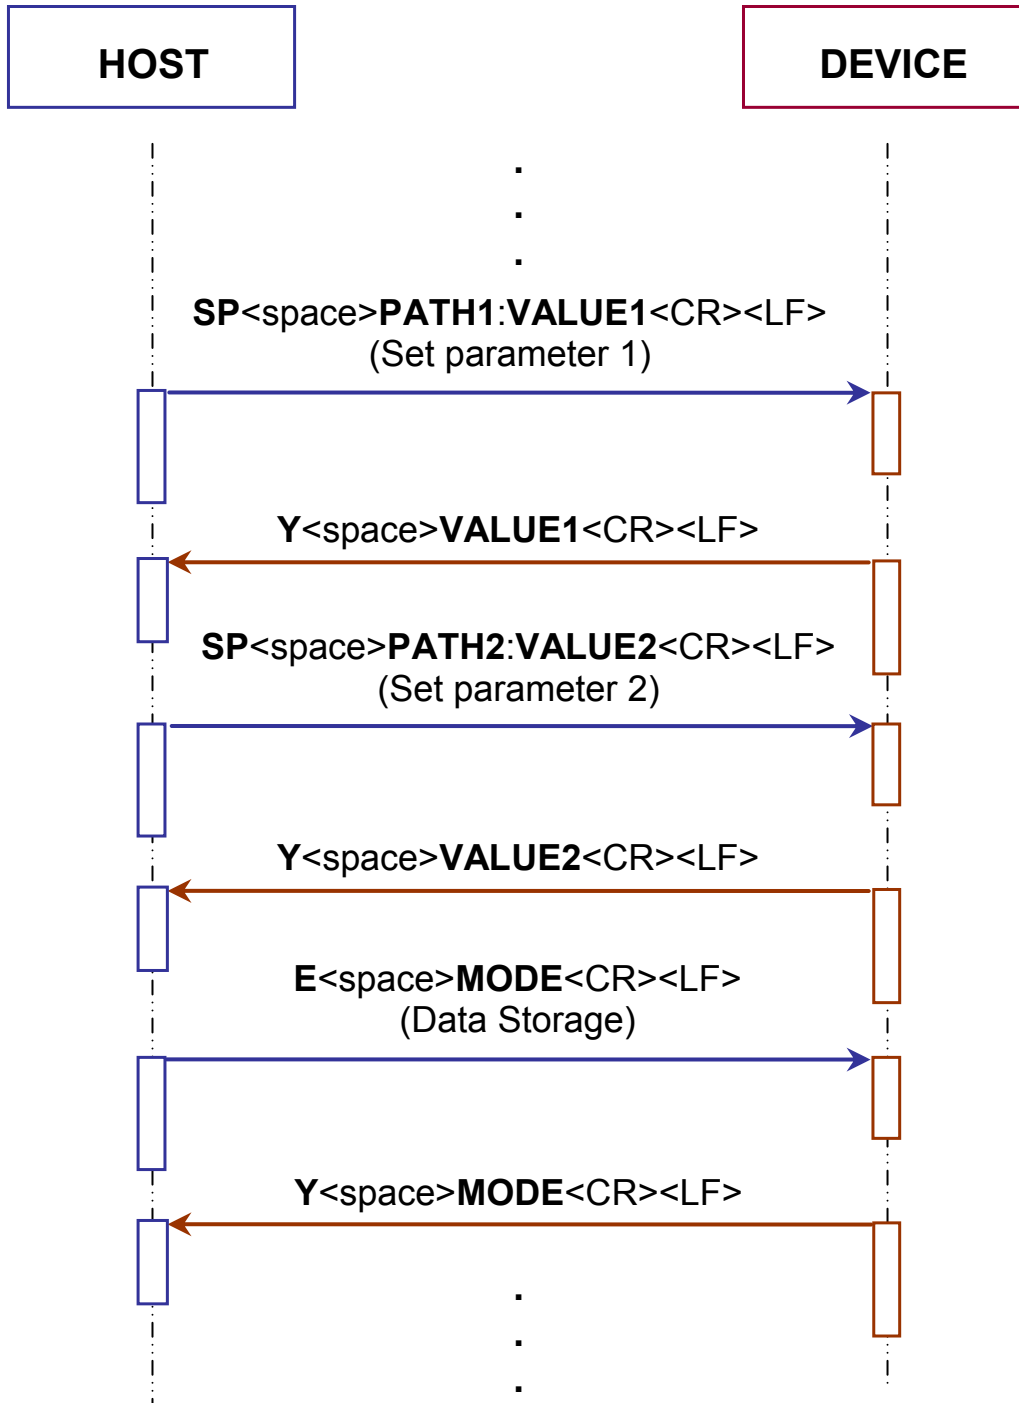 HOST
DEVICE
.
.
.
SP<space>PATH1:VALUE1<CR><LF>
(Set parameter 1)
Y<space>VALUE1<CR><LF>
SP<space>PATH2:VALUE2<CR><LF>
(Set parameter 2)
Y<space>VALUE2<CR><LF>
E<space>MODE<CR><LF>
(Data Storage)
Y<space>MODE<CR><LF>
.
.
.